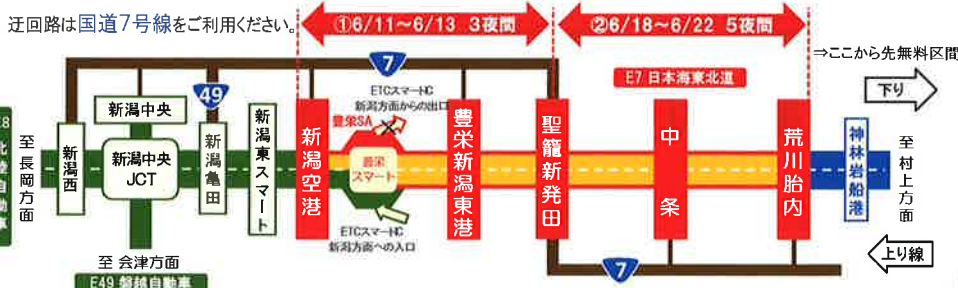 迂回路は国道7号線をご利用ください。
①6/11～6/13 3夜間
②6/18～6/22 5夜間
⇒ここから先無料区間
7
E7 日本海東北道
下り
49
ETCスマートIC
新潟方面からの出口
豊栄SA
新潟中央
至長岡方面
新潟西
新潟中央
JCT
新潟亀田
新潟東スマート
新潟空港
豊栄
スマート
豊栄新潟東港
聖籠新発田
中条
荒川胎内
神林岩船港
至村上方面
ETCスマートIC
新潟方面への入口
至 会津方面
E49 磐越自動車
7
上り線